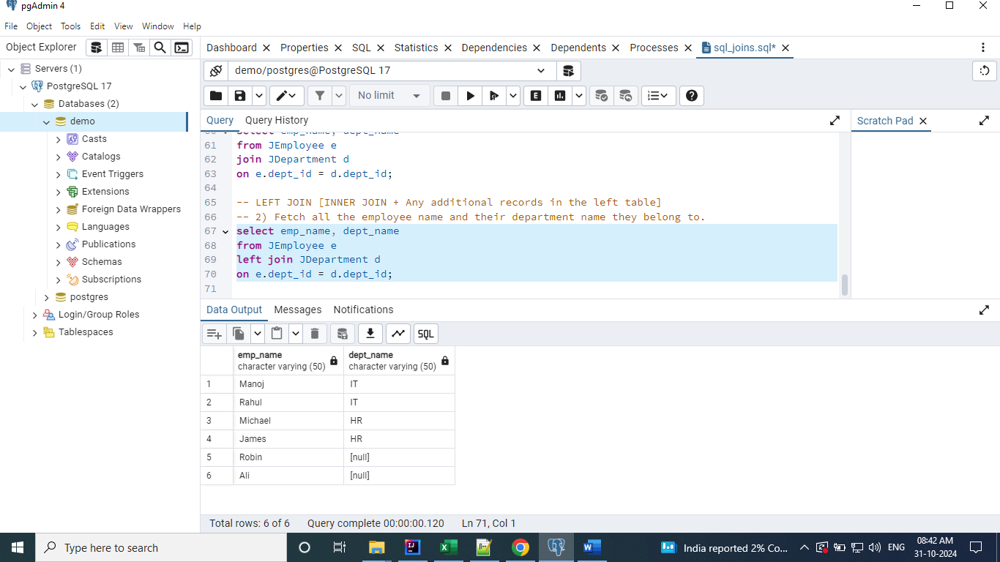 pgAdmin 4
File Object Tools Edit View Window Help
Object Explorer
Dashboard Properties SQL Statistics Dependencies Dependents Processes sql_joins.sql*
Servers (1)
PostgreSQL 17
Databases (2)
demo
Casts
Catalogs
Event Triggers
Extensions
Foreign Data Wrappers
Languages
Publications
Schemas
Subscriptions
postgres
Login/Group Roles
Tablespaces
demo/postgres@PostgreSQL 17
No limit
E
Query Query History
Scratch Pad
60 select emp_name, dept_name
61 from JEmployee e
62 join JDepartment d
63 on e.dept_id = d.dept_id;
64
65 -- LEFT JOIN [INNER JOIN + Any additional records in the left table]
66 -- 2) Fetch all the employee name and their department name they belong to.
67 select emp_name, dept_name
68 from JEmployee e
69 left join JDepartment d
70 on e.dept_id = d.dept_id;
71
Data Output Messages Notifications
SQL
emp_name dept_name
character varying (50) character varying (50)
1 Manoj IT
2 Rahul IT
3 Michael HR
4 James HR
5 Robin [null]
6 Ali [null]
Total rows: 6 of 6 Query complete 00:00:00.120 Ln 71, Col 1
Type here to search
India reported 2% Co... ENG
08:42 AM
31-10-2024